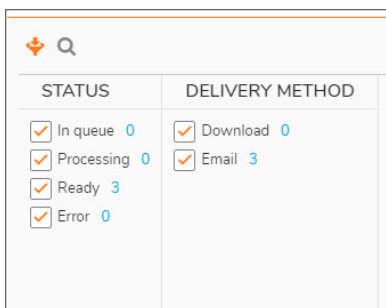 STATUS
DELIVERY METHOD
In queue 0
Download 0
Processing 0
Email 3
Ready 3
Error 0